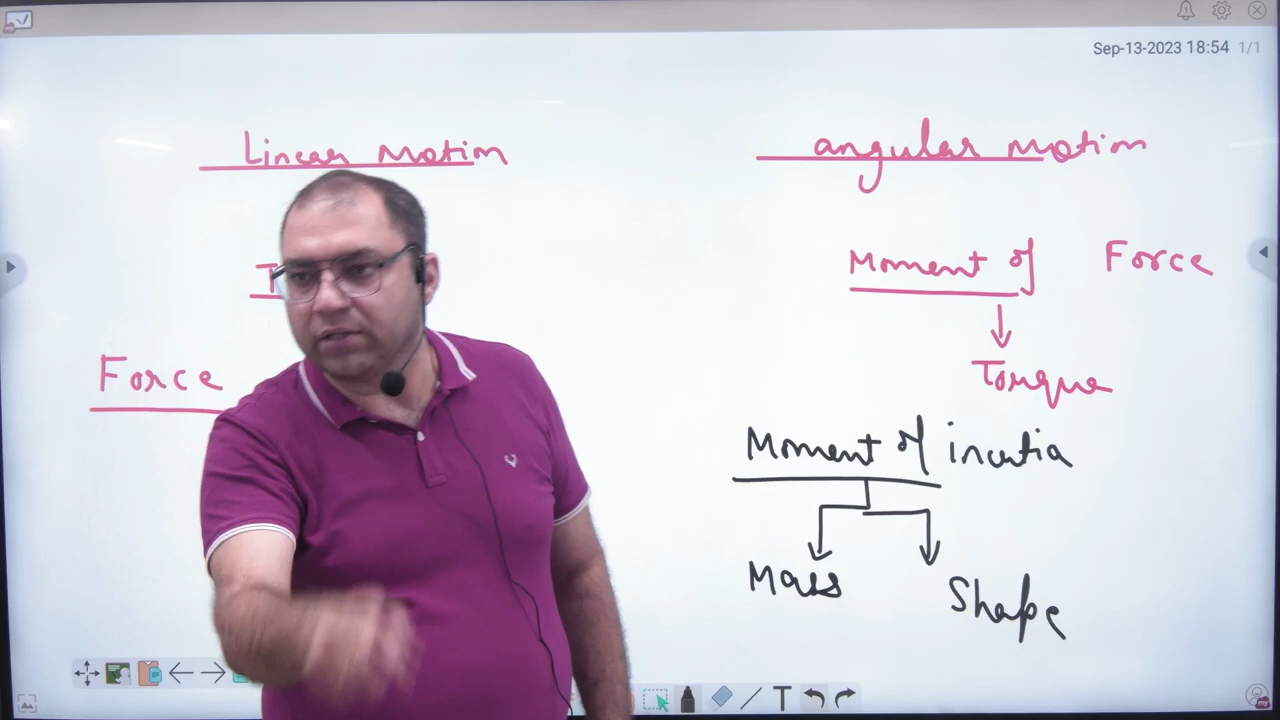 Sep-13-2023 18:54 1/1
Linear Motion
angular motion
Moment of Force
Force
Torque
Moment of inertia
Mass
Shape
T